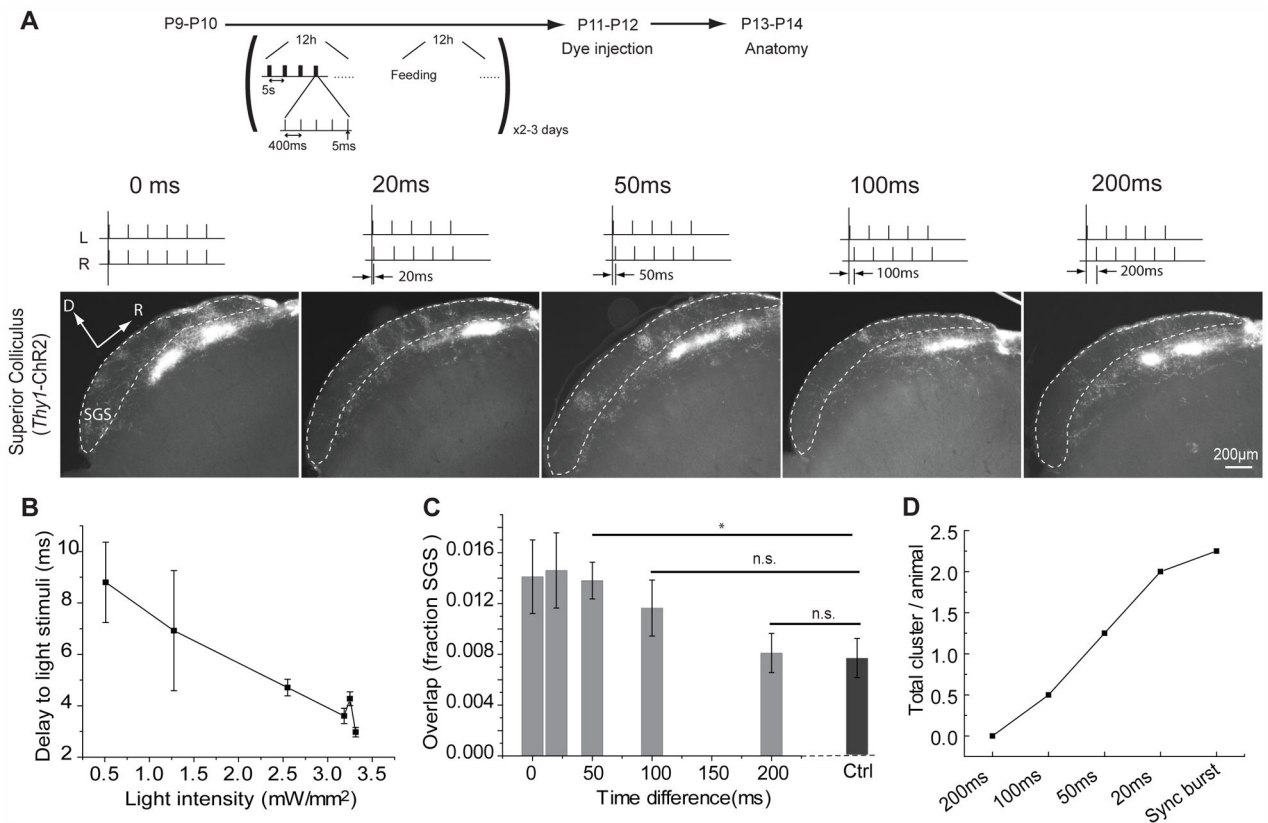 A
P9-P10
P11-P12
P13-P14
Dye injection
Anatomy
12h
12h
Feeding
5s
400ms
5ms
x2-3 days
0 ms
20ms
50ms
100ms
200ms
L
R
20ms
50ms
100ms
200ms
Superior Colliculus
(Thy1-ChR2)
D
R
SGS
200µm
B
Delay to light stimuli (ms)
10
8
6
4
2
0.5 1.0 1.5 2.0 2.5 3.0 3.5
Light intensity (mW/mm2)
C
Overlap (fraction SGS )
0.016
0.012
0.008
0.004
0.000
*
n.s.
n.s.
0 50 100 150 200 Ctrl
Time difference(ms)
D
Total cluster / animal
2.5
2.0
1.5
1.0
0.5
0.0
200ms
100ms
50ms
20ms
Sync burst